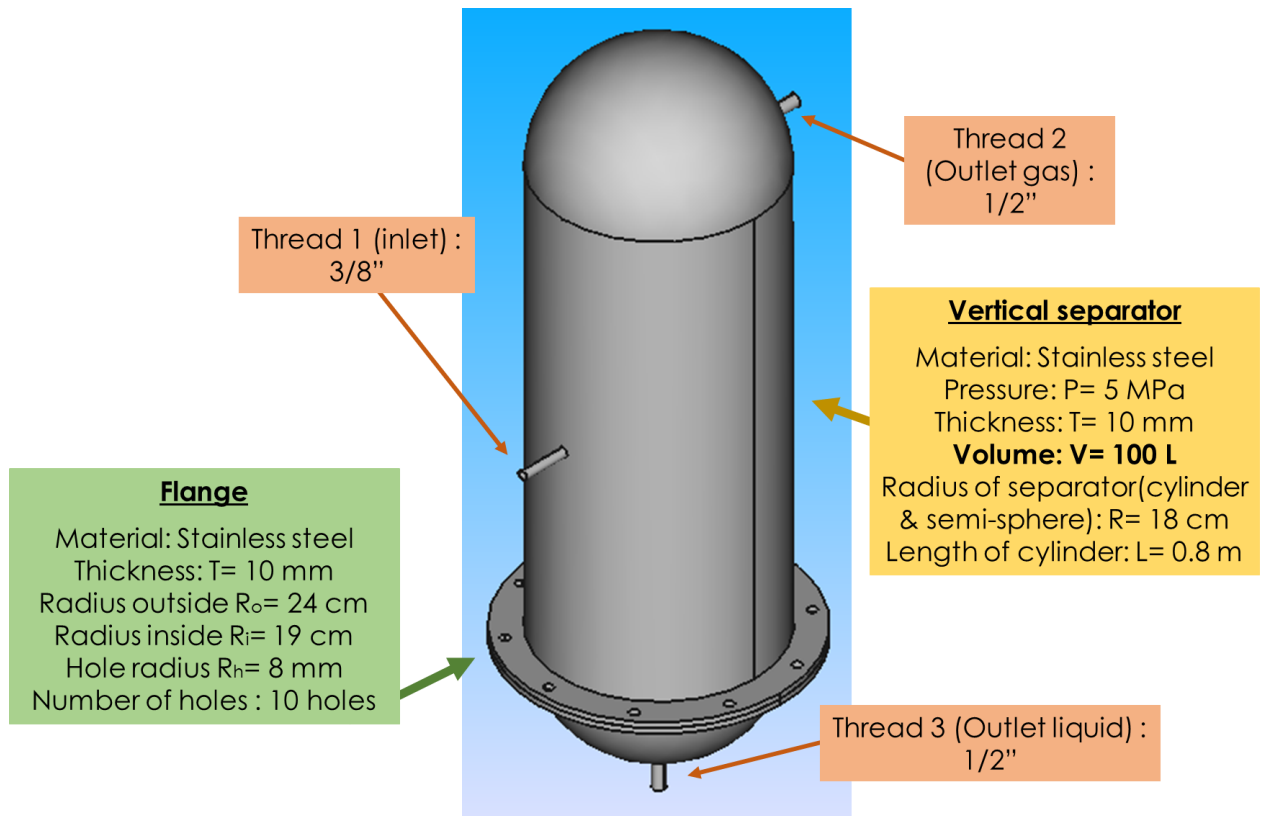 Thread 2
(Outlet gas) :
1/2”
Thread 1 (inlet) :
3/8”
Vertical separator
Material: Stainless steel
Pressure: P= 5 MPa
Thickness: T= 10 mm
Volume: V= 100 L
Radius of separator(cylinder
& semi-sphere): R= 18 cm
Length of cylinder: L= 0.8 m
Flange
Material: Stainless steel
Thickness: T= 10 mm
Radius outside Ro= 24 cm
Radius inside Ri= 19 cm
Hole radius Rh= 8 mm
Number of holes : 10 holes
Thread 3 (Outlet liquid) :
1/2”